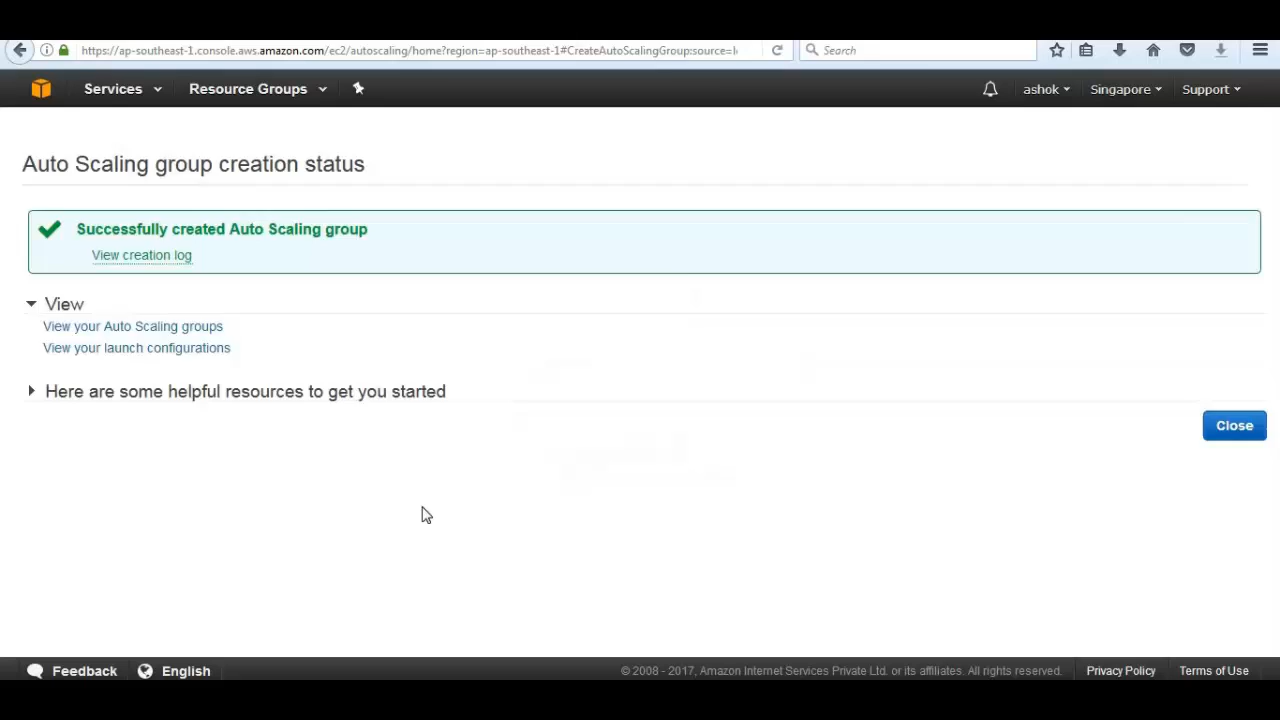 https://ap-southeast-1.console.aws.amazon.com/ec2/autoscaling/home?region=ap-southeast-1#CreateAutoScalingGroup:source=l
Search
Services Resource Groups ashok Singapore Support
Auto Scaling group creation status
Successfully created Auto Scaling group
View creation log
View
View your Auto Scaling groups
View your launch configurations
Here are some helpful resources to get you started
Close
Feedback English © 2008 - 2017, Amazon Internet Services Private Ltd. or its affiliates. All rights reserved. Privacy Policy Terms of Use